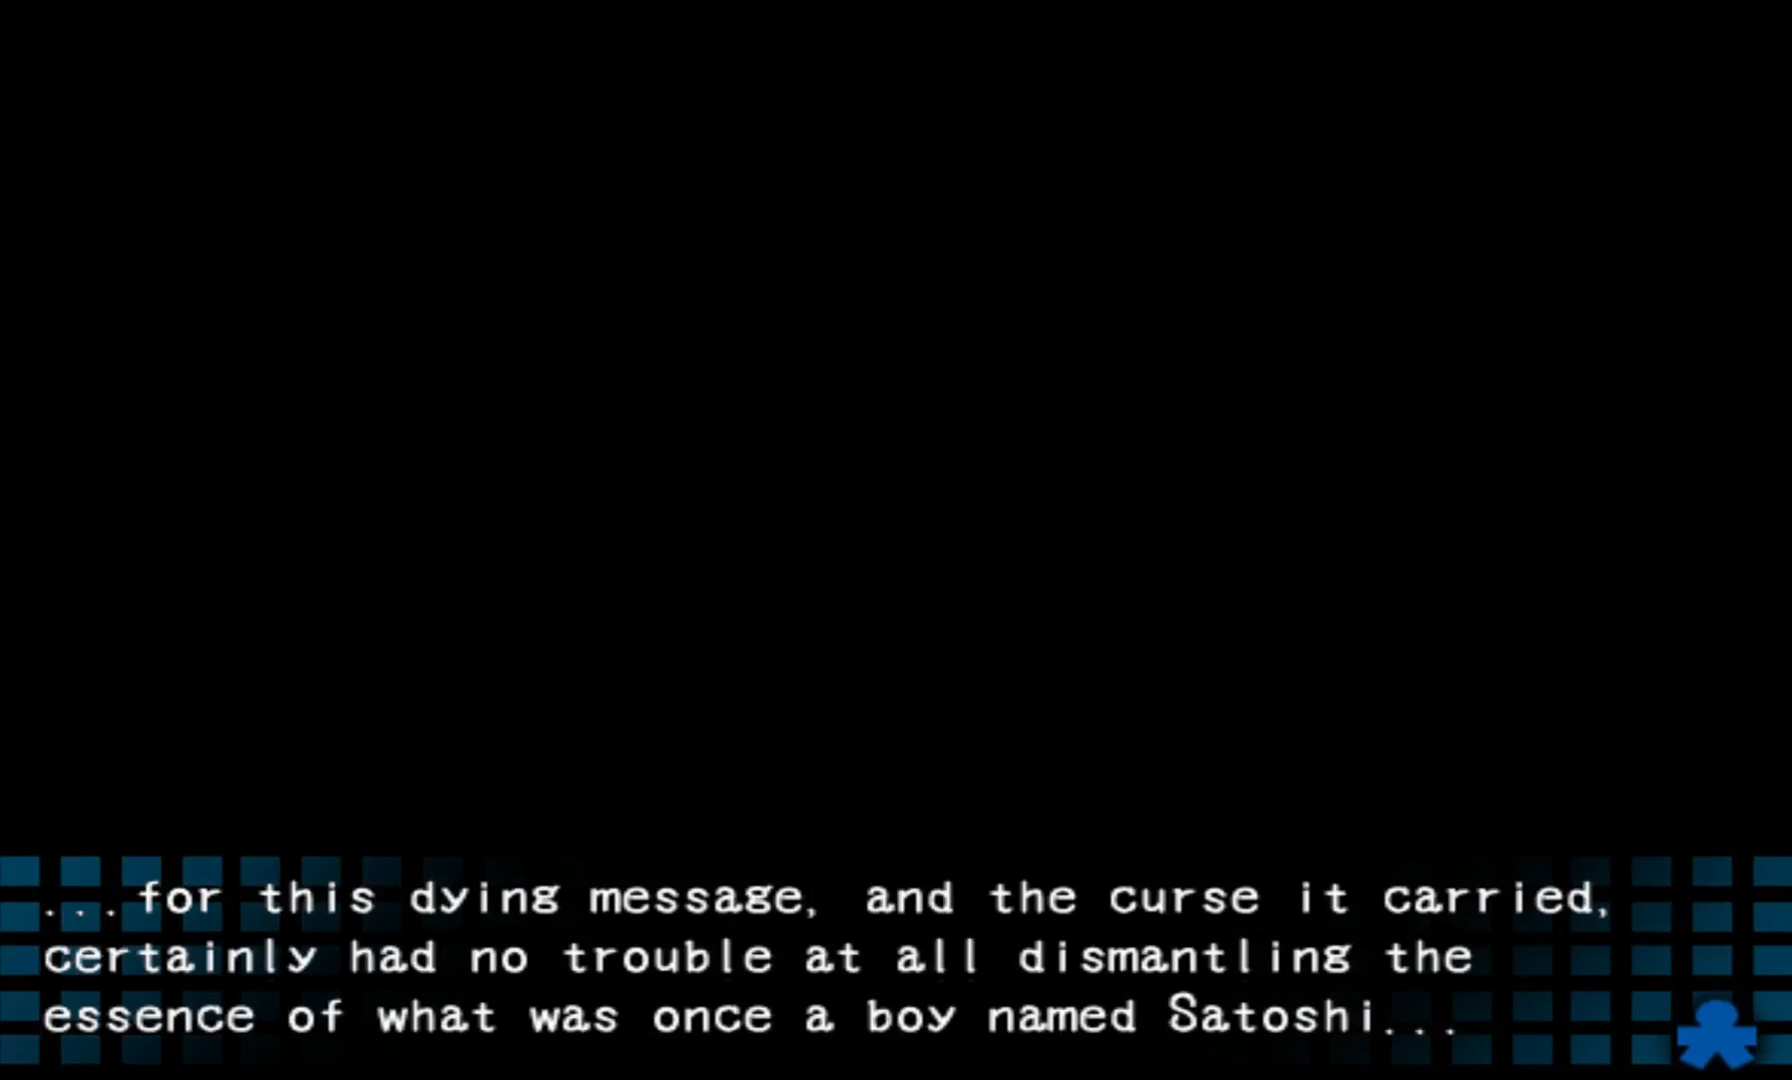 ...for this dying message, and the curse it carried,
certainly had no trouble at all dismantling the
essence of what was once a boy named Satoshi...